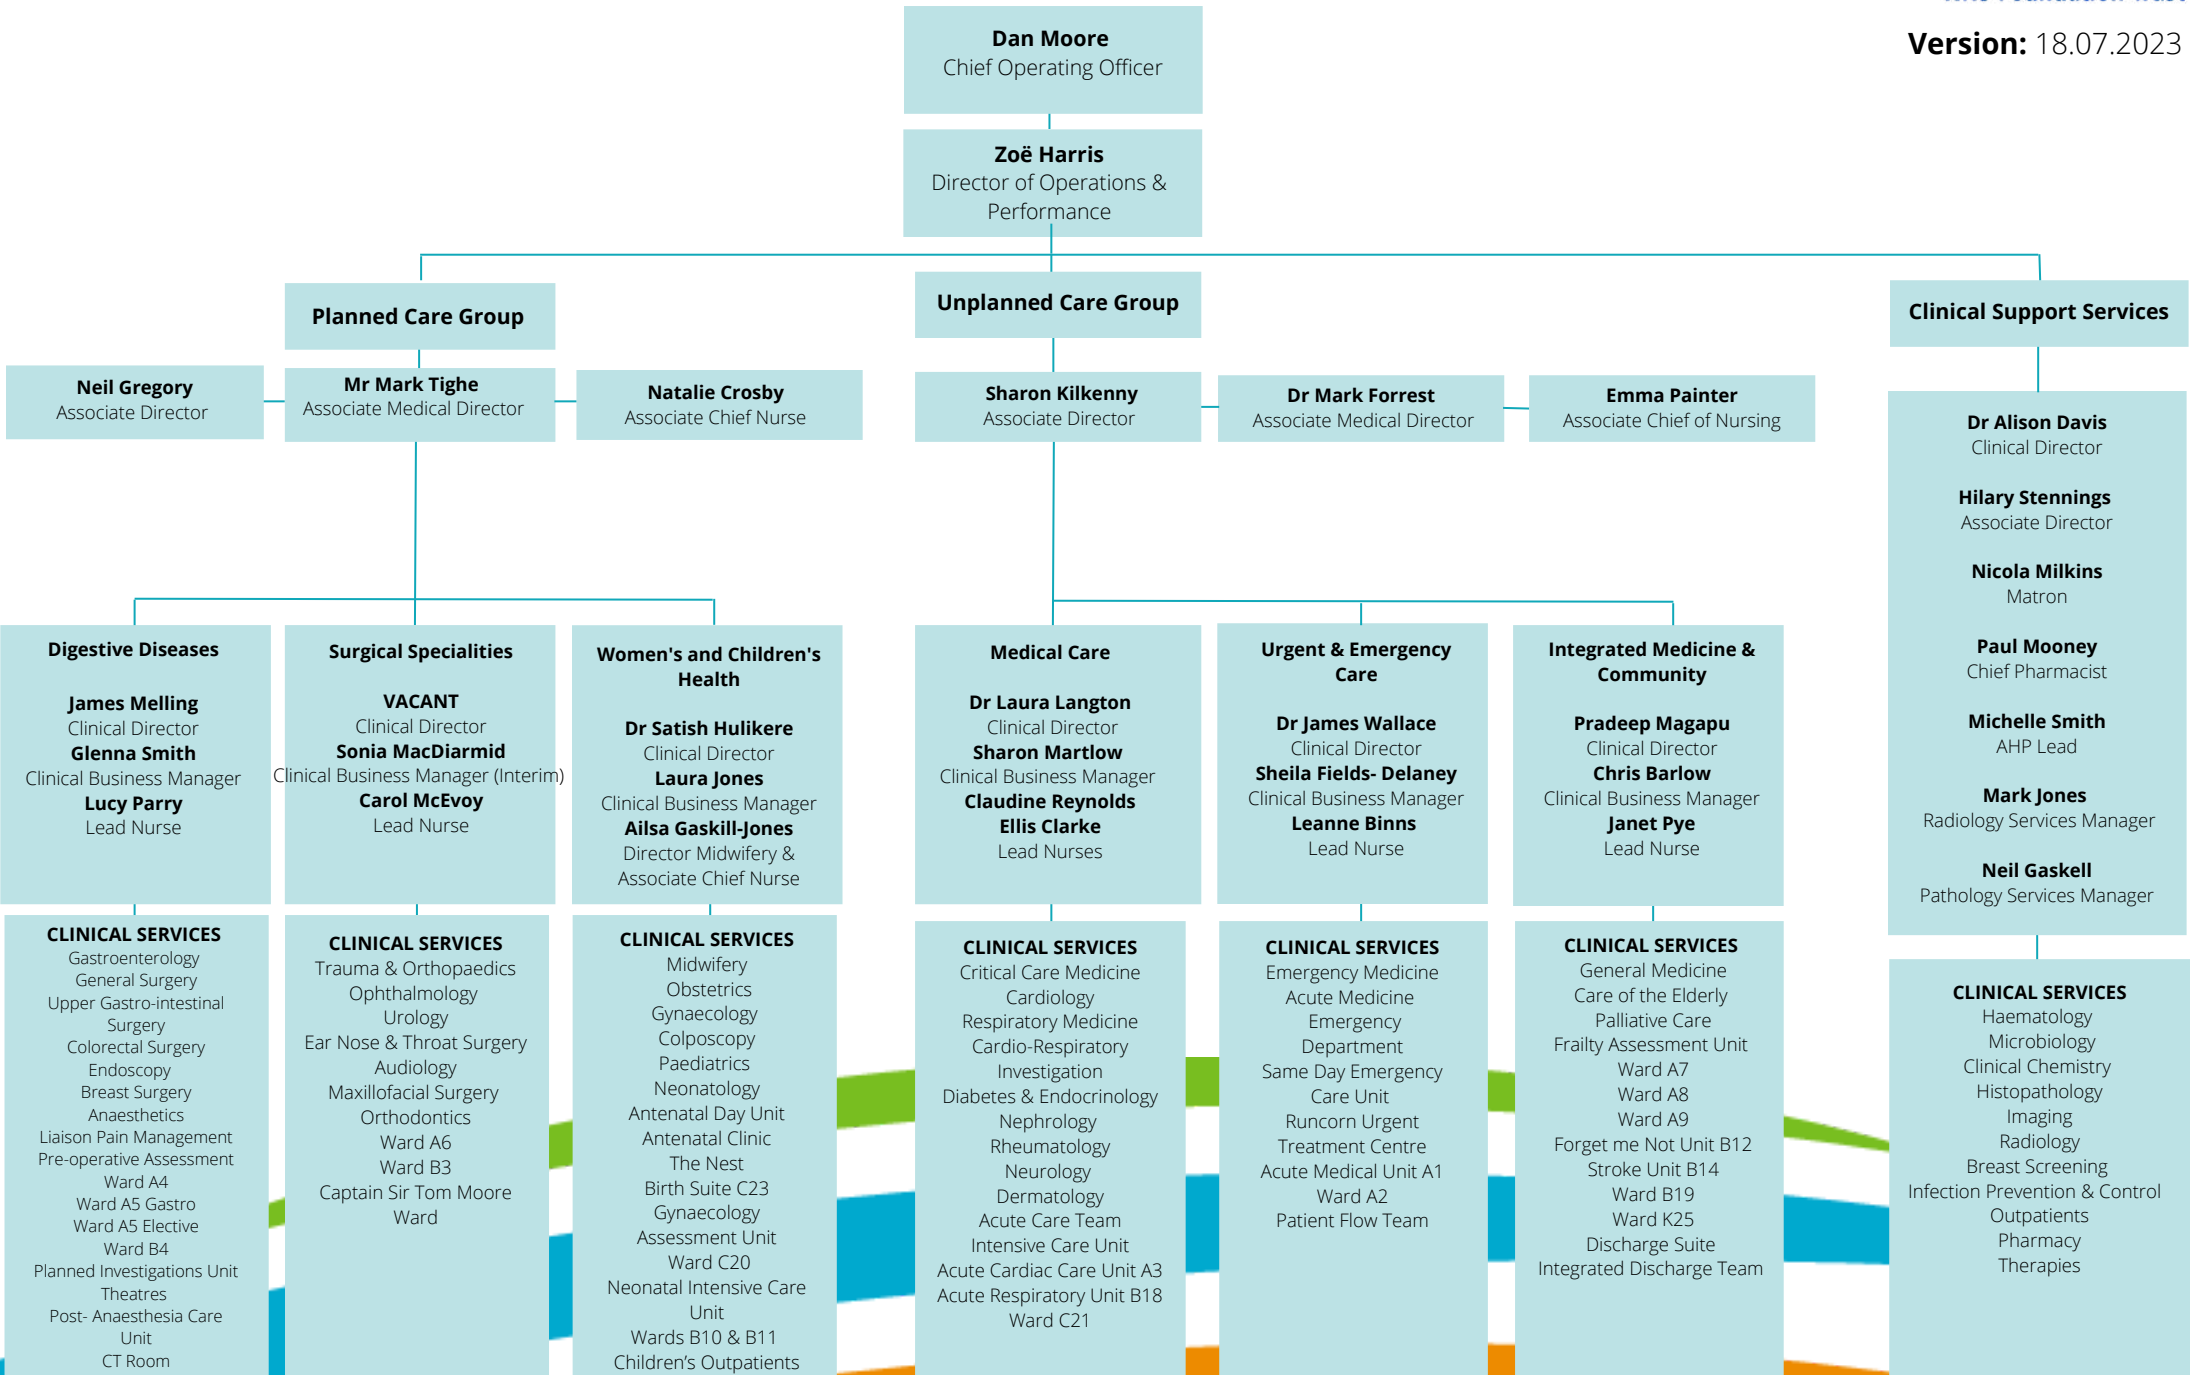 Version: 18.07.2023
Dan Moore
Chief Operating Officer
Zoë Harris
Director of Operations &
Performance
Planned Care Group
Unplanned Care Group
Clinical Support Services
Neil Gregory
Associate Director
Mr Mark Tighe
Associate Medical Director
Natalie Crosby
Associate Chief Nurse
Sharon Kilkenny
Associate Director
Dr Mark Forrest
Associate Medical Director
Emma Painter
Associate Chief of Nursing
Dr Alison Davis
Clinical Director
Hilary Stennings
Associate Director
Nicola Milkins
Matron
Paul Mooney
Chief Pharmacist
Michelle Smith
AHP Lead
Mark Jones
Radiology Services Manager
Neil Gaskell
Pathology Services Manager
Digestive Diseases
James Melling
Clinical Director
Glenna Smith
Clinical Business Manager
Lucy Parry
Lead Nurse
Surgical Specialities
VACANT
Clinical Director
Sonia MacDiarmid
Clinical Business Manager (Interim)
Carol McEvoy
Lead Nurse
Women's and Children's
Health
Dr Satish Hulikere
Clinical Director
Laura Jones
Clinical Business Manager
Ailsa Gaskill-Jones
Director Midwifery &
Associate Chief Nurse
Medical Care
Dr Laura Langton
Clinical Director
Sharon Martlow
Clinical Business Manager
Claudine Reynolds
Ellis Clarke
Lead Nurses
Urgent & Emergency
Care
Dr James Wallace
Clinical Director
Sheila Fields- Delaney
Clinical Business Manager
Leanne Binns
Lead Nurse
Integrated Medicine &
Community
Pradeep Magapu
Clinical Director
Chris Barlow
Clinical Business Manager
Janet Pye
Lead Nurse
CLINICAL SERVICES
Gastroenterology
General Surgery
Upper Gastro-intestinal
Surgery
Colorectal Surgery
Endoscopy
Breast Surgery
Anaesthetics
Liaison Pain Management
Pre-operative Assessment
Ward A4
Ward A5 Gastro
Ward A5 Elective
Ward B4
Planned Investigations Unit
Theatres
Post- Anaesthesia Care
Unit
CT Room
CLINICAL SERVICES
Trauma & Orthopaedics
Ophthalmology
Urology
Ear Nose & Throat Surgery
Audiology
Maxillofacial Surgery
Orthodontics
Ward A6
Ward B3
Captain Sir Tom Moore
Ward
CLINICAL SERVICES
Midwifery
Obstetrics
Gynaecology
Colposcopy
Paediatrics
Neonatology
Antenatal Day Unit
Antenatal Clinic
The Nest
Birth Suite C23
Gynaecology
Assessment Unit
Ward C20
Neonatal Intensive Care
Unit
Wards B10 & B11
Children’s Outpatients
CLINICAL SERVICES
Critical Care Medicine
Cardiology
Respiratory Medicine
Cardio-Respiratory
Investigation
Diabetes & Endocrinology
Nephrology
Rheumatology
Neurology
Dermatology
Acute Care Team
Intensive Care Unit
Acute Cardiac Care Unit A3
Acute Respiratory Unit B18
Ward C21
CLINICAL SERVICES
Emergency Medicine
Acute Medicine
Emergency
Department
Same Day Emergency
Care Unit
Runcorn Urgent
Treatment Centre
Acute Medical Unit A1
Ward A2
Patient Flow Team
CLINICAL SERVICES
General Medicine
Care of the Elderly
Palliative Care
Frailty Assessment Unit
Ward A7
Ward A8
Ward A9
Forget me Not Unit B12
Stroke Unit B14
Ward B19
Ward K25
Discharge Suite
Integrated Discharge Team
CLINICAL SERVICES
Haematology
Microbiology
Clinical Chemistry
Histopathology
Imaging
Radiology
Breast Screening
Infection Prevention & Control
Outpatients
Pharmacy
Therapies